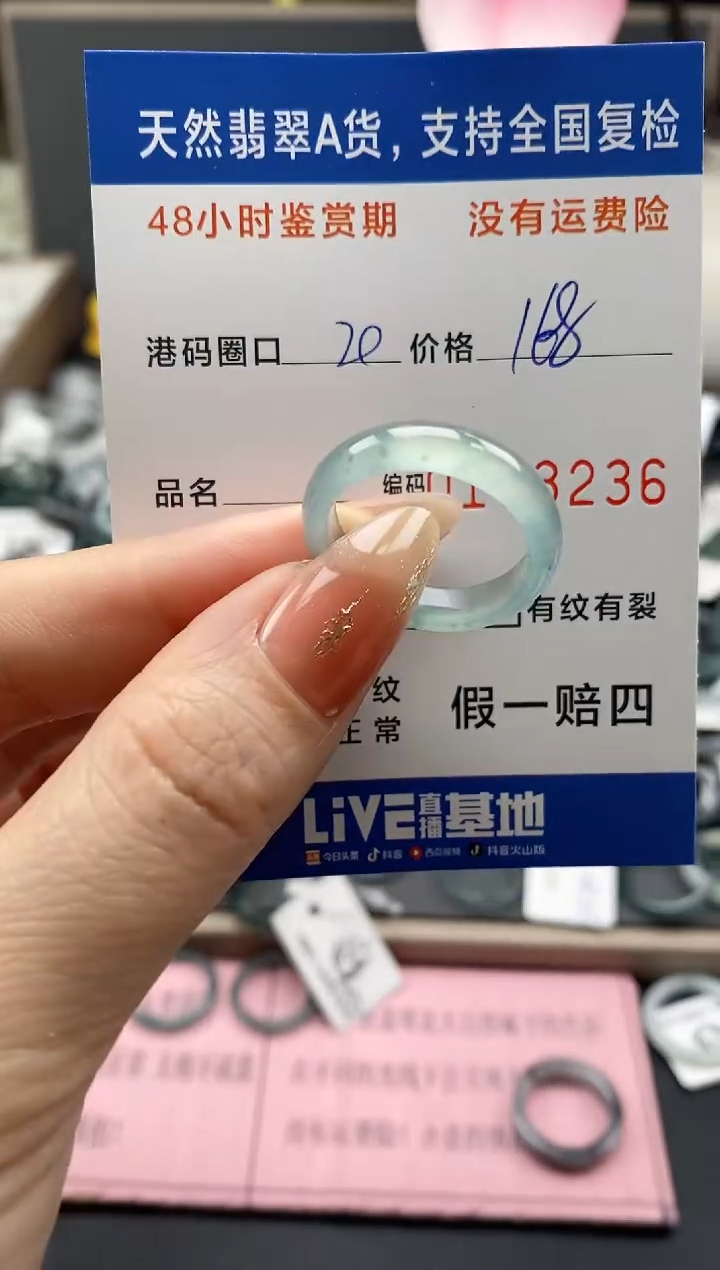 天然翡翠A货，支持全国复检
48小时鉴赏期 没有运费险
港码圈口 20 价格 168
品名 编码 3236
有纹有裂
纹
正常 假一赔四
LiVE直播基地
今日头条 抖音 西瓜视频 抖音火山版